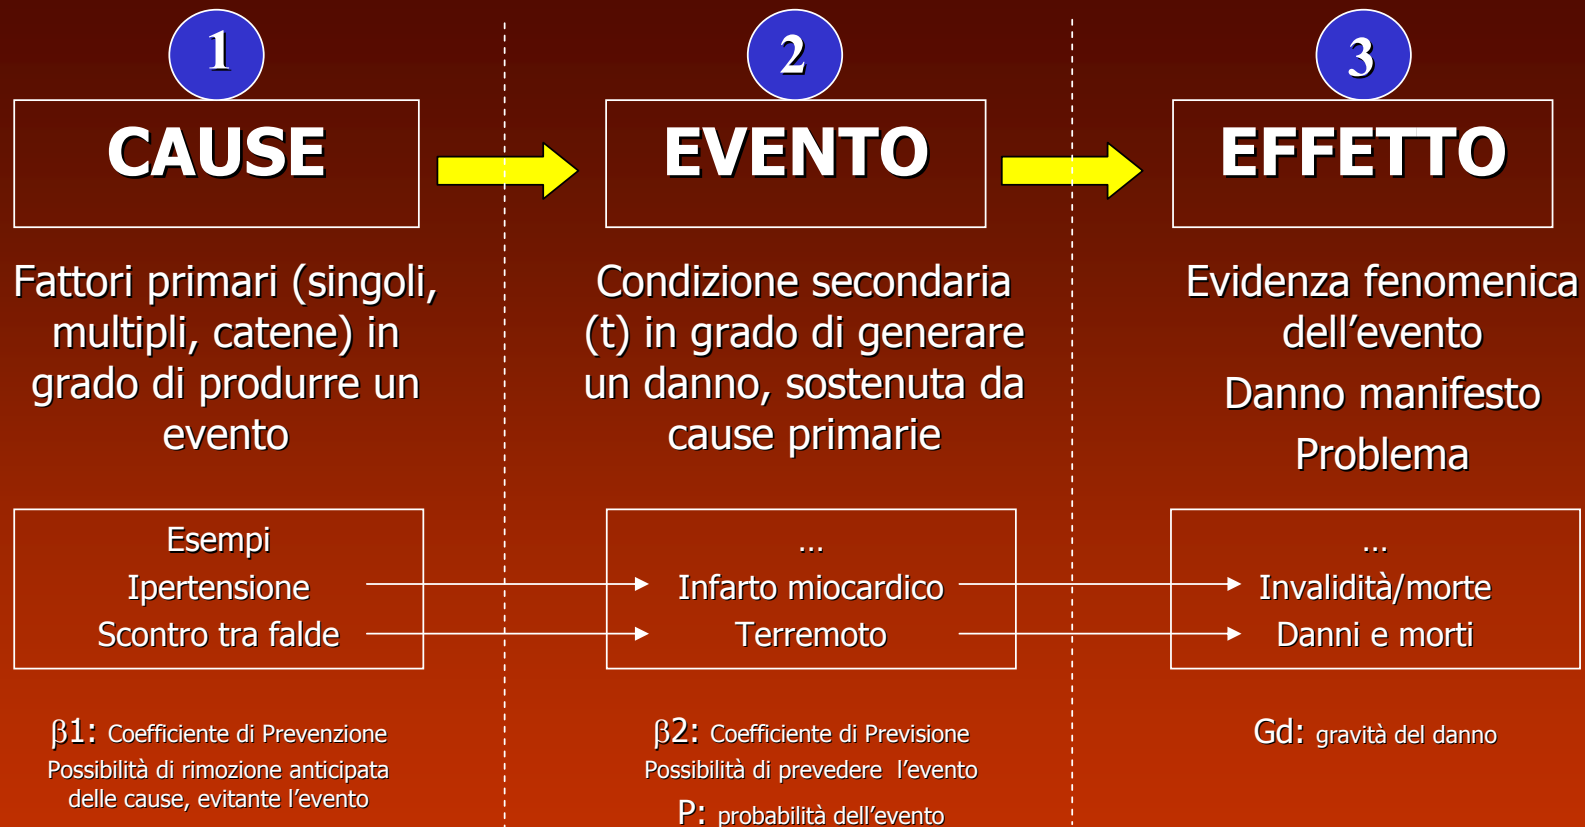 1
CAUSE
Fattori primari (singoli,
multipli, catene) in
grado di produrre un
evento
Esempi
Ipertensione
Scontro tra falde
β1: Coefficiente di Prevenzione
Possibilità di rimozione anticipata
delle cause, evitante l’evento
2
EVENTO
Condizione secondaria
(t) in grado di generare
un danno, sostenuta da
cause primarie
...
Infarto miocardico
Terremoto
β2: Coefficiente di Previsione
Possibilità di prevedere l’evento
P: probabilità dell’evento
3
EFFETTO
Evidenza fenomenica
dell’evento
Danno manifesto
Problema
...
Invalidità/morte
Danni e morti
Gd: gravità del danno